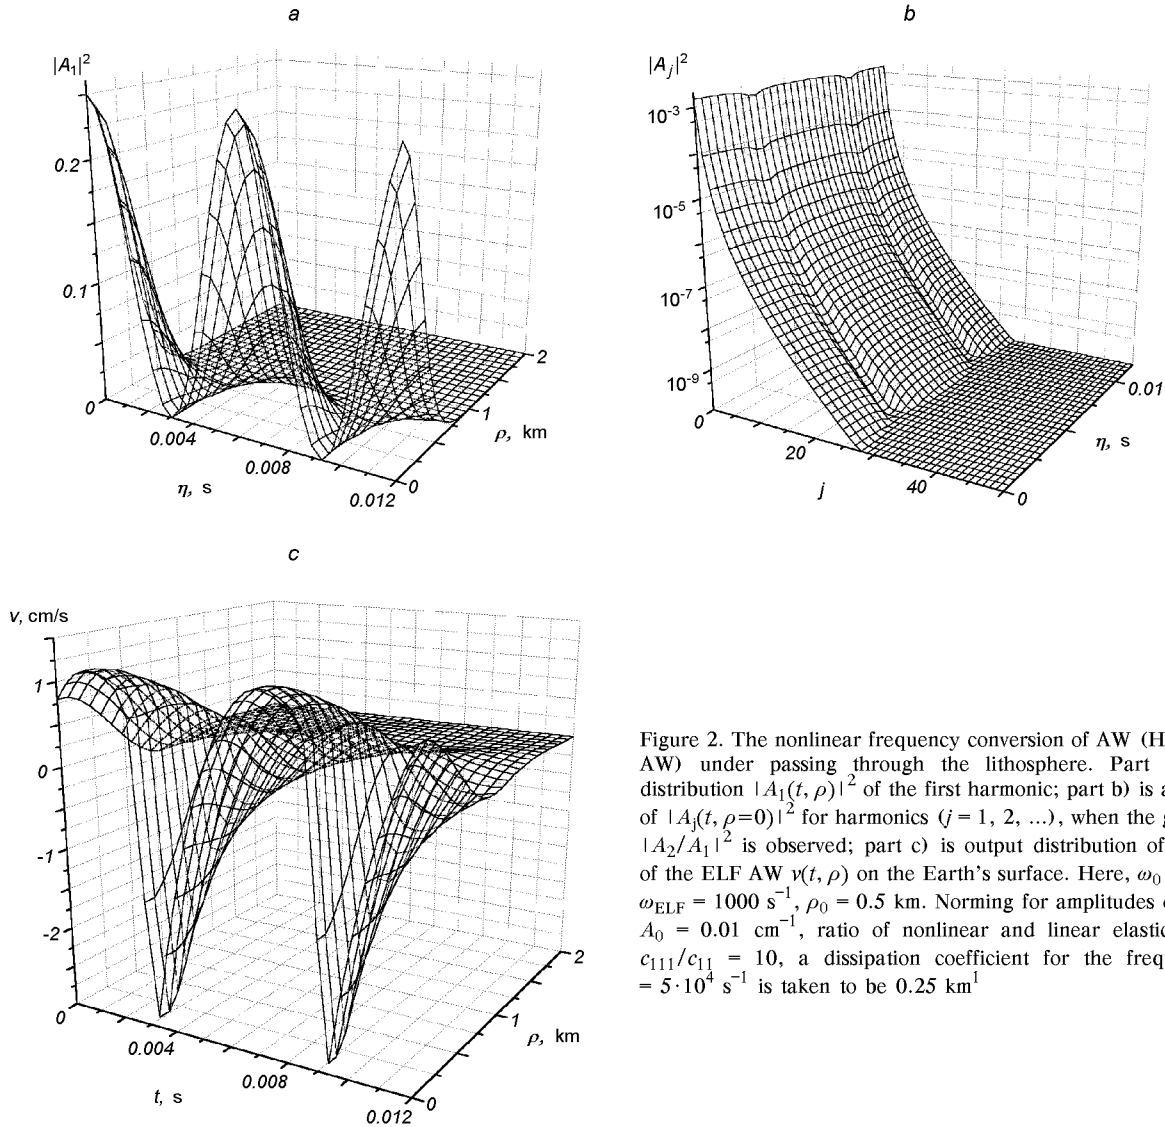 a
b
|A₁|²
0.2
0.1
0
0.004
0.008
0.012
η, s
0
1
2
ρ, km
|Aⱼ|²
10⁻³
10⁻⁵
10⁻⁷
10⁻⁹
0
20
40
j
0
0.01
η, s
c
v, cm/s
1
0
-1
-2
0
0.004
0.008
0.012
t, s
0
1
2
ρ, km
Figure 2. The nonlinear frequency conversion of AW (H
AW) under passing through the lithosphere. Part
distribution |A₁(t, ρ)|² of the first harmonic; part b) is a
of |Aⱼ(t, ρ=0)|² for harmonics (j = 1, 2, ...), when the
|A₂/A₁|² is observed; part c) is output distribution of
of the ELF AW v(t, ρ) on the Earth's surface. Here, ω₀
ω_ELF = 1000 s⁻¹, ρ₀ = 0.5 km. Norming for amplitudes
A₀ = 0.01 cm⁻¹, ratio of nonlinear and linear elastic
c₁₁₁/c₁₁ = 10, a dissipation coefficient for the frequ
= 5·10⁴ s⁻¹ is taken to be 0.25 km¹